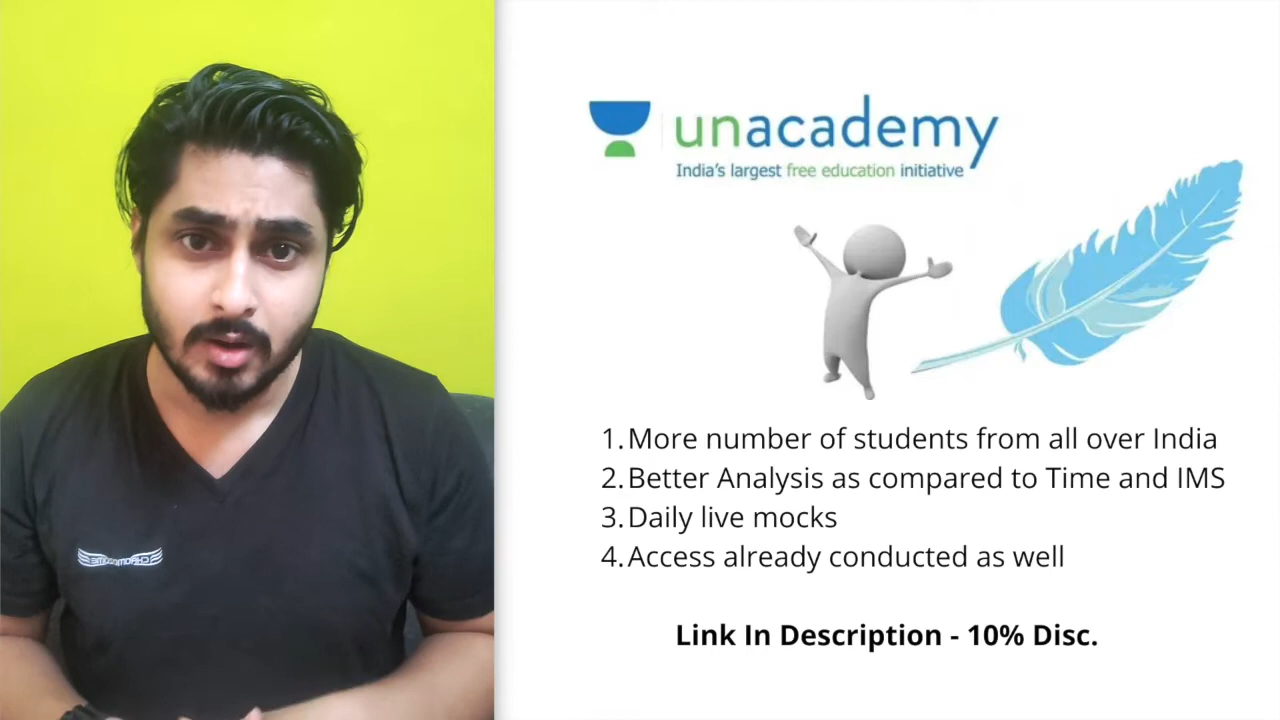 unacademy
India's largest free education initiative
1. More number of students from all over India
2. Better Analysis as compared to Time and IMS
3. Daily live mocks
4. Access already conducted as well
Link In Description - 10% Disc.